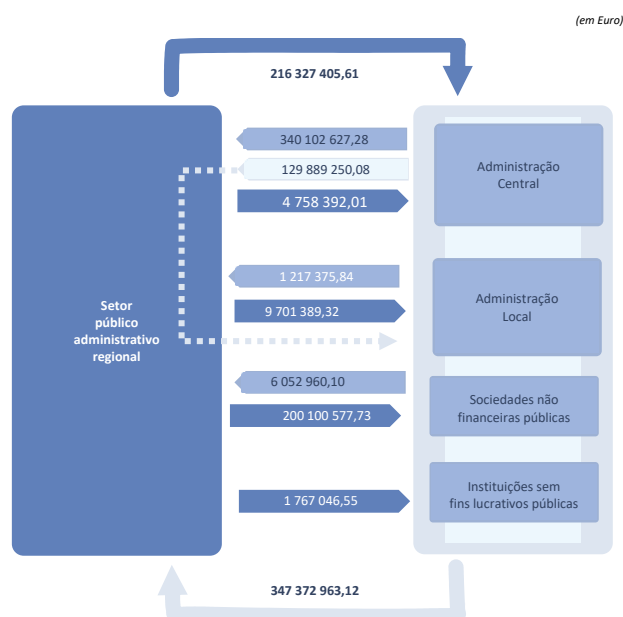 (em Euro)
216 327 405,61
340 102 627,28
129 889 250,08
4 758 392,01
Administração
Central
1 217 375,84
9 701 389,32
Administração
Local
Setor
público
administrativo
regional
6 052 960,10
200 100 577,73
Sociedades não
financeiras públicas
1 767 046,55
Instituições sem
fins lucrativos públicas
347 372 963,12